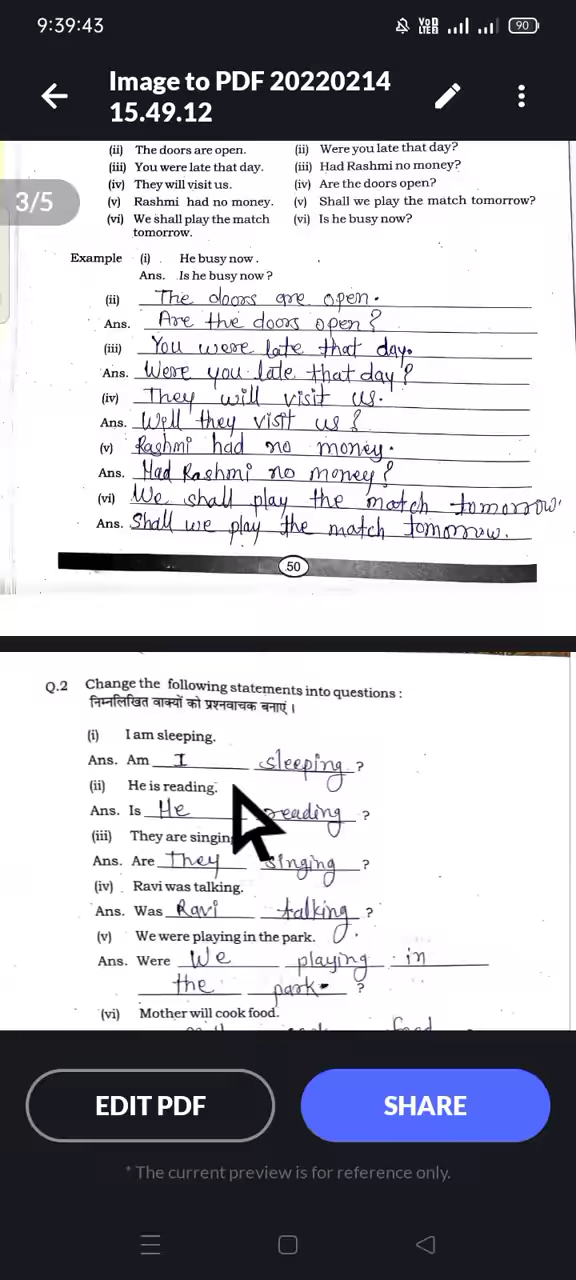 9:39:43
VoD LTE2 90
Image to PDF 20220214
15.49.12
3/5
(ii) The doors are open. (ii) Were you late that day?
(iii) You were late that day. (iii) Had Rashmi no money?
(iv) They will visit us. (iv) Are the doors open?
(v) Rashmi had no money. (v) Shall we play the match tomorrow?
(vi) We shall play the match (vi) Is he busy now?
tomorrow.
Example (i) He busy now.
Ans. Is he busy now?
(ii) The doors are open.
Ans. Are the doors open?
(iii) You were late that day.
Ans. Were you late that day?
(iv) They will visit us.
Ans. Well they visit us?
(v) Rashmi had no money.
Ans. Had Rashmi no money?
(vi) We shall play the match tomorrow
Ans. Shall we play the match tomorrow.
50
Q.2 Change the following statements into questions :
निम्नलिखित वाक्यों को प्रश्नवाचक बनाएं।
(i) I am sleeping.
Ans. Am I sleeping ?
(ii) He is reading.
Ans. Is He reading ?
(iii) They are singin
Ans. Are They singing ?
(iv) Ravi was talking.
Ans. Was Ravi talking ?
(v) We were playing in the park.
Ans. Were We playing in
the park ?
(vi) Mother will cook food.
food
EDIT PDF
SHARE
* The current preview is for reference only.